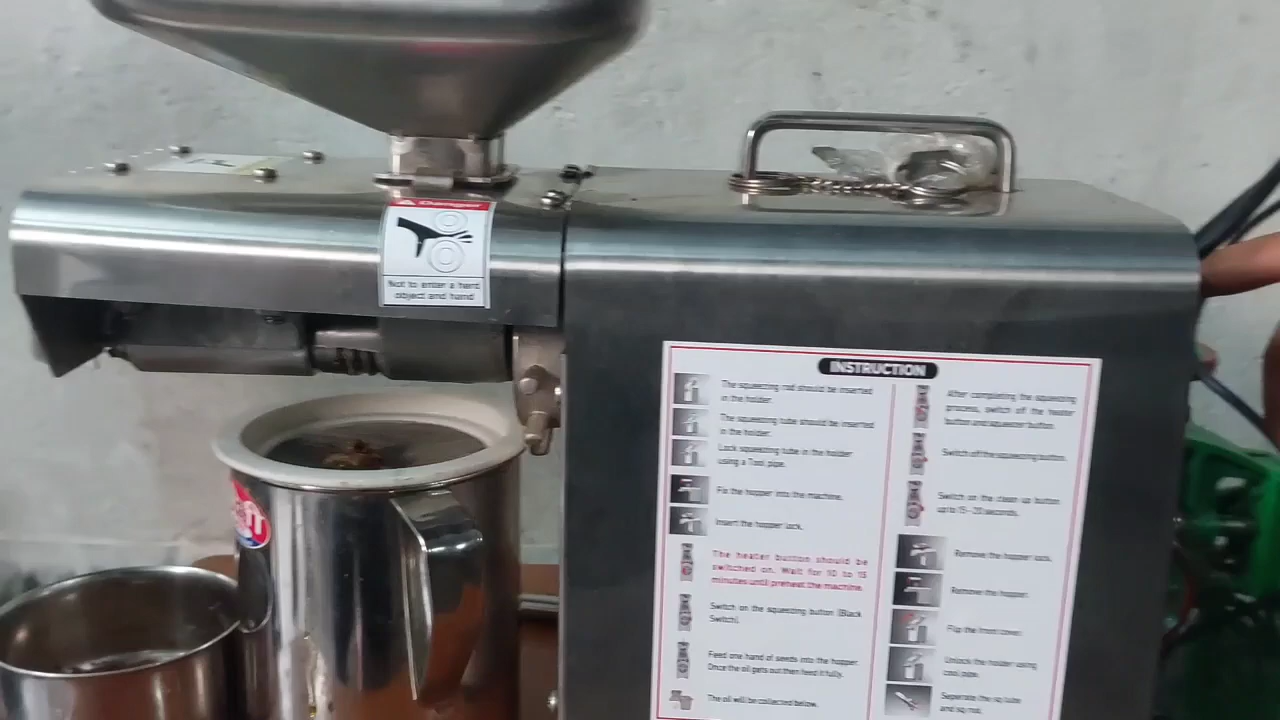 Danger
Not to enter a hard
object and hand
INSTRUCTION
The squeezing rod should be inserted
in the holder.
The squeezing tube should be inserted
in the holder.
Lock squeezing tube in the holder
using a Tool pipe.
Fix the hopper into the machine.
Insert the hopper lock.
The heater button should be
switched on. Wait for 10 to 15
minutes until preheat the machine.
Switch on the squeezing button (Black
Switch).
Feed one hand of seeds into the hopper.
Once the oil gets out then feed it fully.
The oil will be collected below.
After completing the squeezing
process, switch off the heater
button and squeezor button.
Switch off the squeezing button.
Switch on the clean up button
up to 15 - 20 seconds.
Remove the hopper lock.
Remove the hopper.
Flip the front cover.
Unlock the holder using
tool pipe.
Seperate the sq tube
and sq rod.